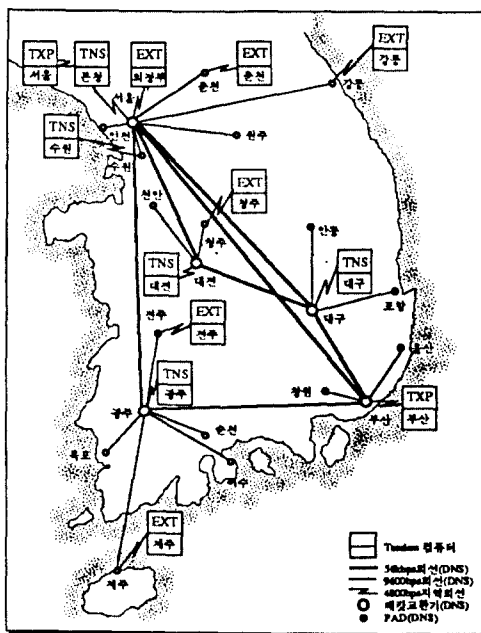 TXP TNS EXT EXT EXT
서울 본청 의정부 춘천 강릉
서울
춘천
강릉
인천
원주
TNS
수원
수원
천안
EXT
청주
청주
안동
TNS
대전
대전
TNS
대구
대구
포항
울산
EXT
전주
전주
창원
TNS
광주
광주
TXP
부산
부산
순천
목포
여수
EXT
제주
제주
Tandem 컴퓨터
56kbps회선(DNS)
9600bps회선(DNS)
4800bps지역회선
패킷교환기(DNS)
PAD(DNS)